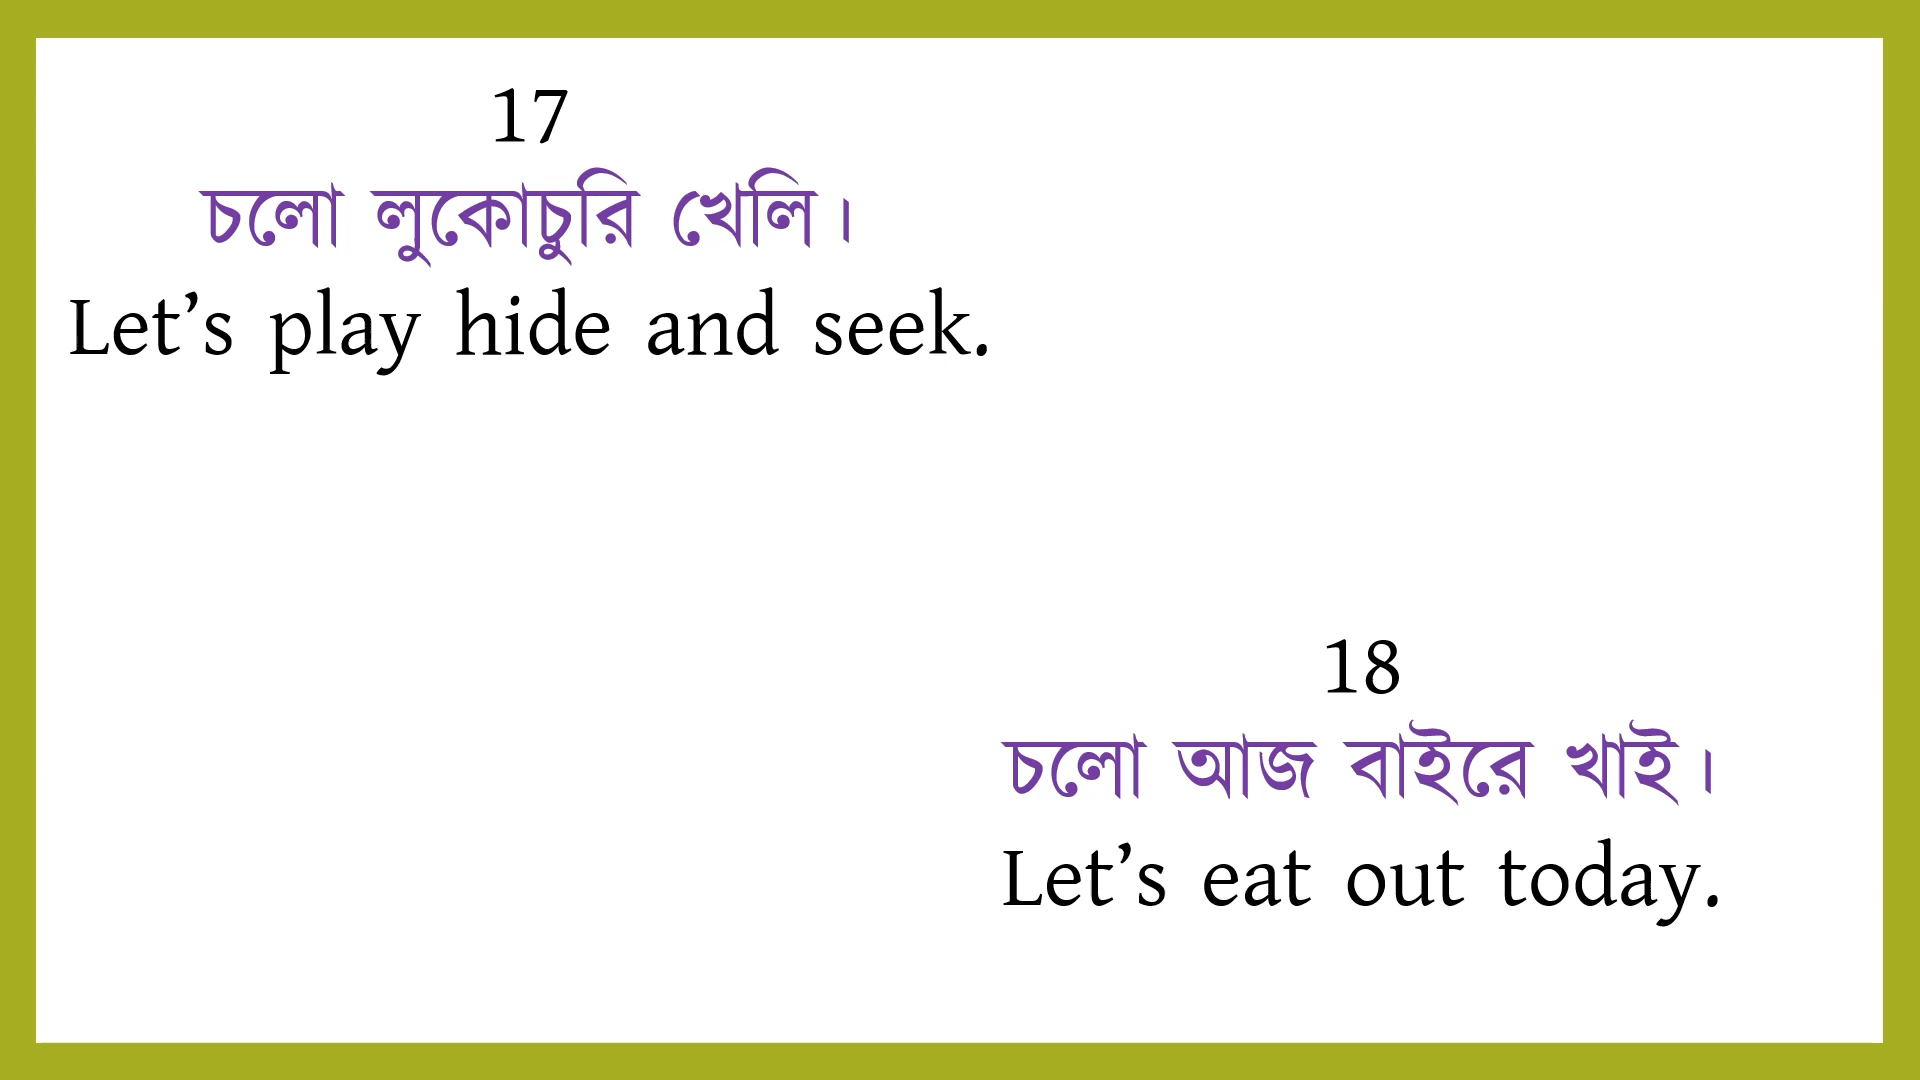 17
চলো লুকোচুরি খেলি।
Let’s play hide and seek.
18
চলো আজ বাইরে খাই।
Let’s eat out today.